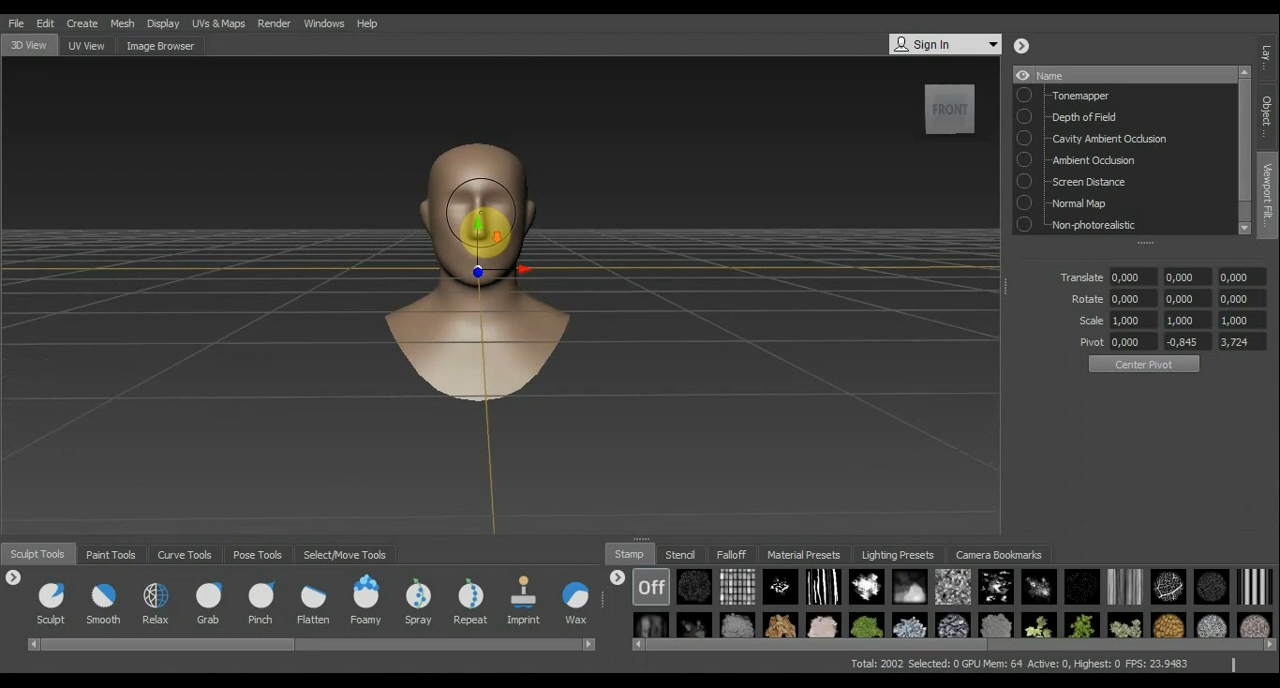 File Edit Create Mesh Display UVs & Maps Render Windows Help
3D View UV View Image Browser Sign In
FRONT
Name
Tonemapper
Depth of Field
Cavity Ambient Occlusion
Ambient Occlusion
Screen Distance
Normal Map
Non-photorealistic
Lay...
Object ...
Viewport Filt...
Translate 0,000 0,000 0,000
Rotate 0,000 0,000 0,000
Scale 1,000 1,000 1,000
Pivot 0,000 -0,845 3,724
Center Pivot
Sculpt Tools Paint Tools Curve Tools Pose Tools Select/Move Tools
Sculpt Smooth Relax Grab Pinch Flatten Foamy Spray Repeat Imprint Wax
Stamp Stencil Falloff Material Presets Lighting Presets Camera Bookmarks
Off
Total: 2002 Selected: 0 GPU Mem: 64 Active: 0, Highest: 0 FPS: 23.9483